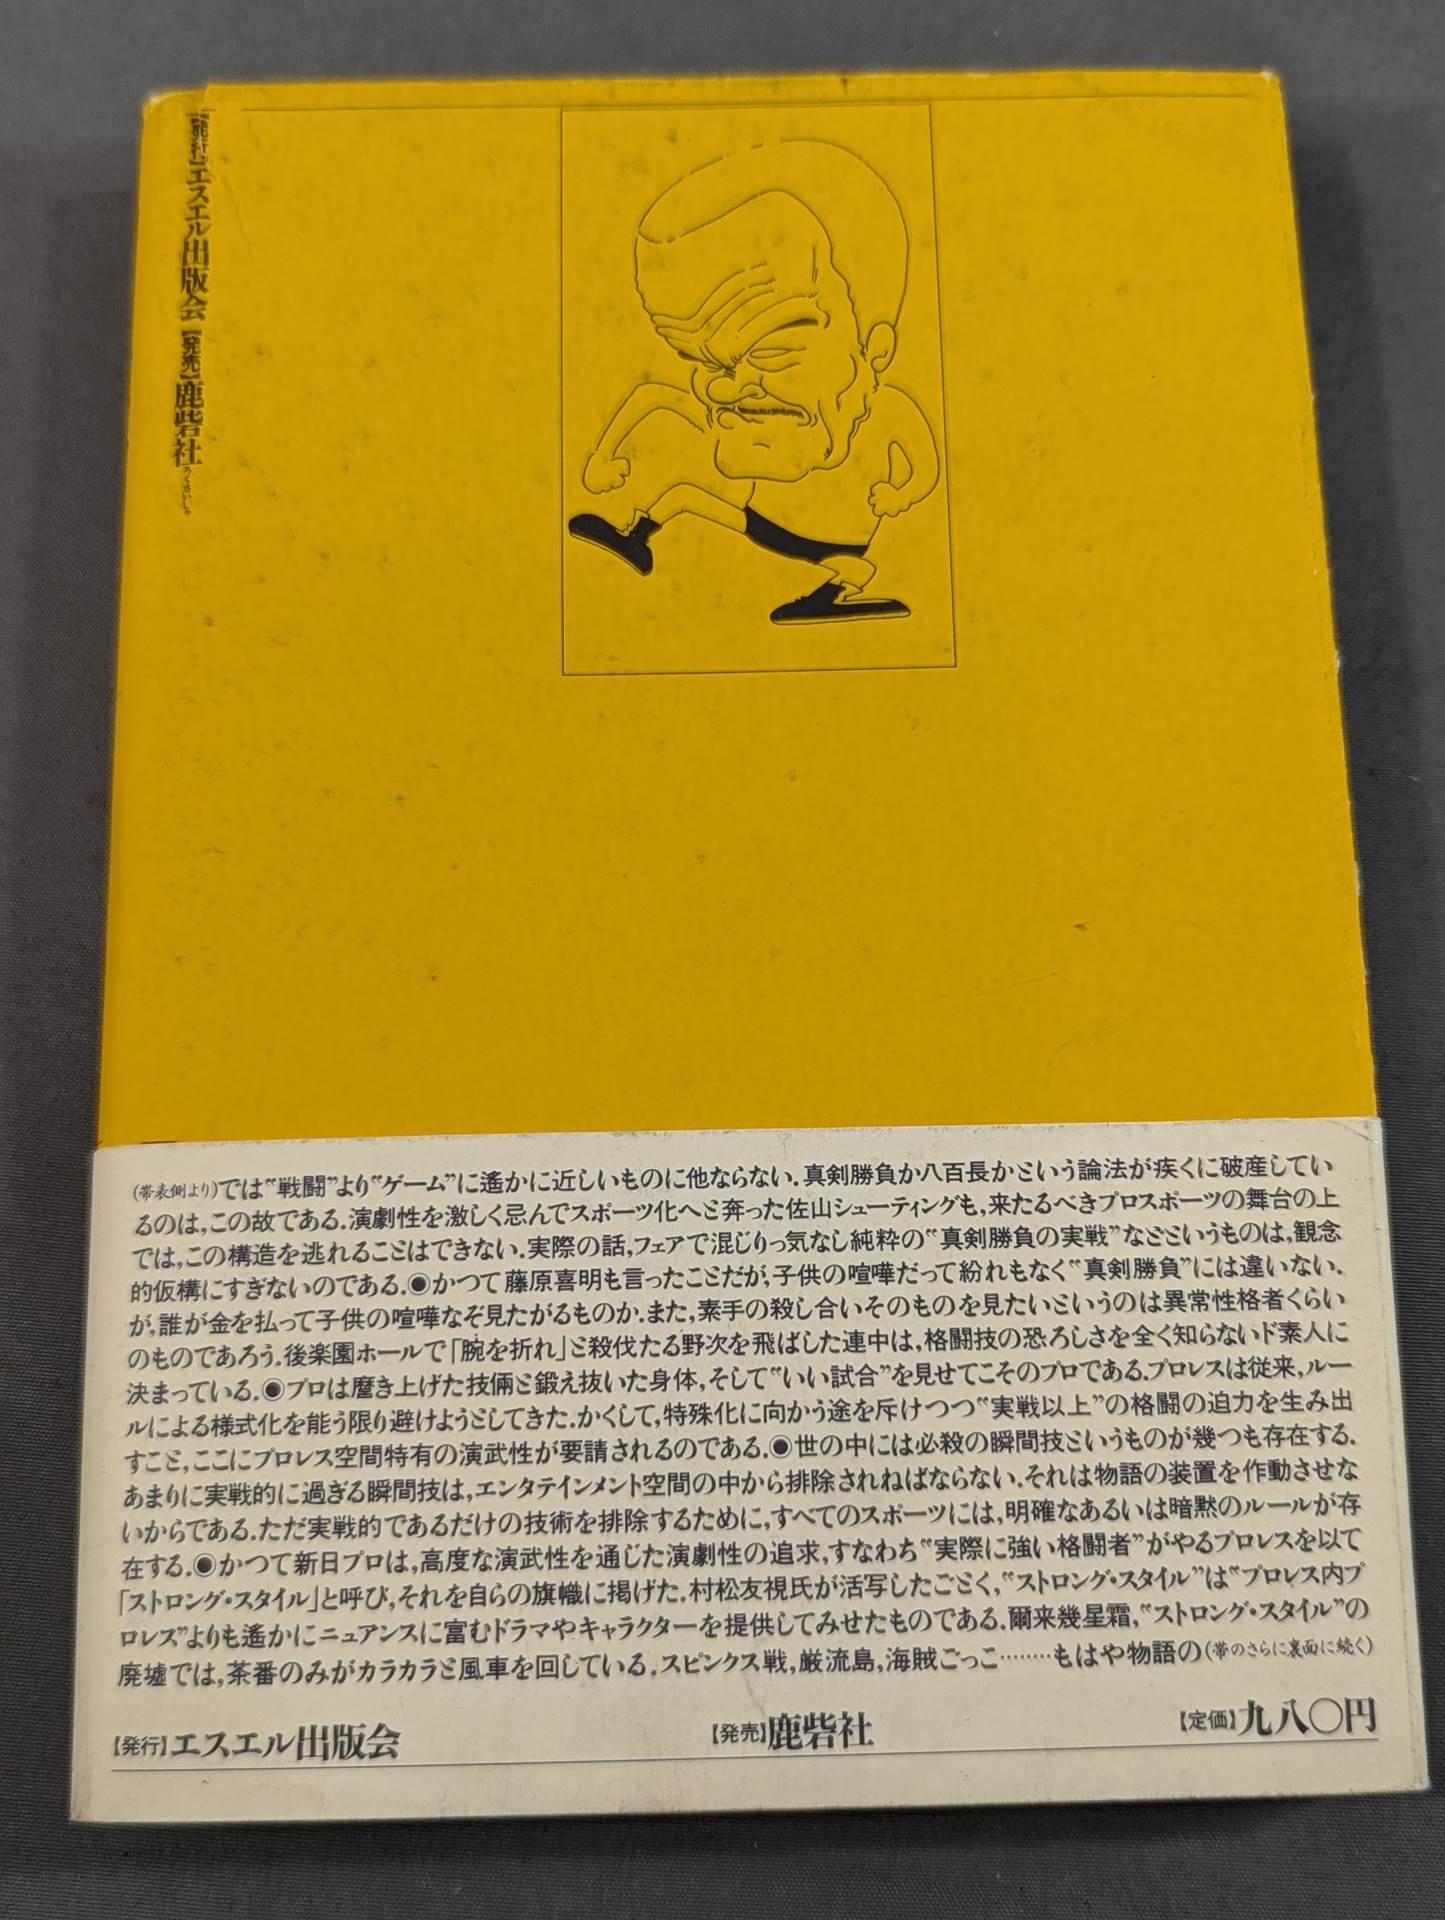 【発行】エスエル出版会【発売】鹿砦社ろくさいしゃ
(帯表側より)では“戦闘”より“ゲーム”に遙かに近しいものに他ならない.真剣勝負か八百長かという論法が疾くに破産してい
るのは,この故である.演劇性を激しく忌んでスポーツ化へと奔った佐山シューティングも,来たるべきプロスポーツの舞台の上
では,この構造を逃れることはできない.実際の話,フェアで混じりっ気なし純粋の“真剣勝負の実戦”などというものは,観念
的仮構にすぎないのである.◉かつて藤原喜明も言ったことだが,子供の喧嘩だって紛れもなく“真剣勝負”には違いない.
が,誰が金を払って子供の喧嘩なぞ見たがるものか.また,素手の殺し合いそのものを見たいというのは異常性格者くらい
のものであろう.後楽園ホールで「腕を折れ」と殺伐たる野次を飛ばした連中は,格闘技の恐ろしさを全く知らないド素人に
決まっている.◉プロは磨き上げた技倆と鍛え抜いた身体,そして“いい試合”を見せてこそのプロである.プロレスは従来,ルー
ルによる様式化を能う限り避けようとしてきた.かくして,特殊化に向かう途を斥けつつ“実戦以上”の格闘の迫力を生み出
すこと,ここにプロレス空間特有の演武性が要請されるのである.◉世の中には必殺の瞬間技というものが幾つも存在する.
あまりに実戦的に過ぎる瞬間技は,エンタテインメント空間の中から排除されねばならない.それは物語の装置を作動させな
いからである.ただ実戦的であるだけの技術を排除するために,すべてのスポーツには,明確なあるいは暗黙のルールが存
在する.◉かつて新日プロは,高度な演武性を通じた演劇性の追求,すなわち“実際に強い格闘者”がやるプロレスを以て
「ストロング・スタイル」と呼び,それを自らの旗幟に掲げた.村松友視氏が活写したごとく,“ストロング・スタイル”は“プロレス内プ
ロレス”よりも遙かにニュアンスに富むドラマやキャラクターを提供してみせたものである.爾来幾星霜,“ストロング・スタイル”の
廃墟では,茶番のみがカラカラと風車を回している.スピンクス戦,巌流島,海賊ごっこ………もはや物語の(帯のさらに裏面に続く)
【発行】エスエル出版会 【発売】鹿砦社 【定価】九八〇円